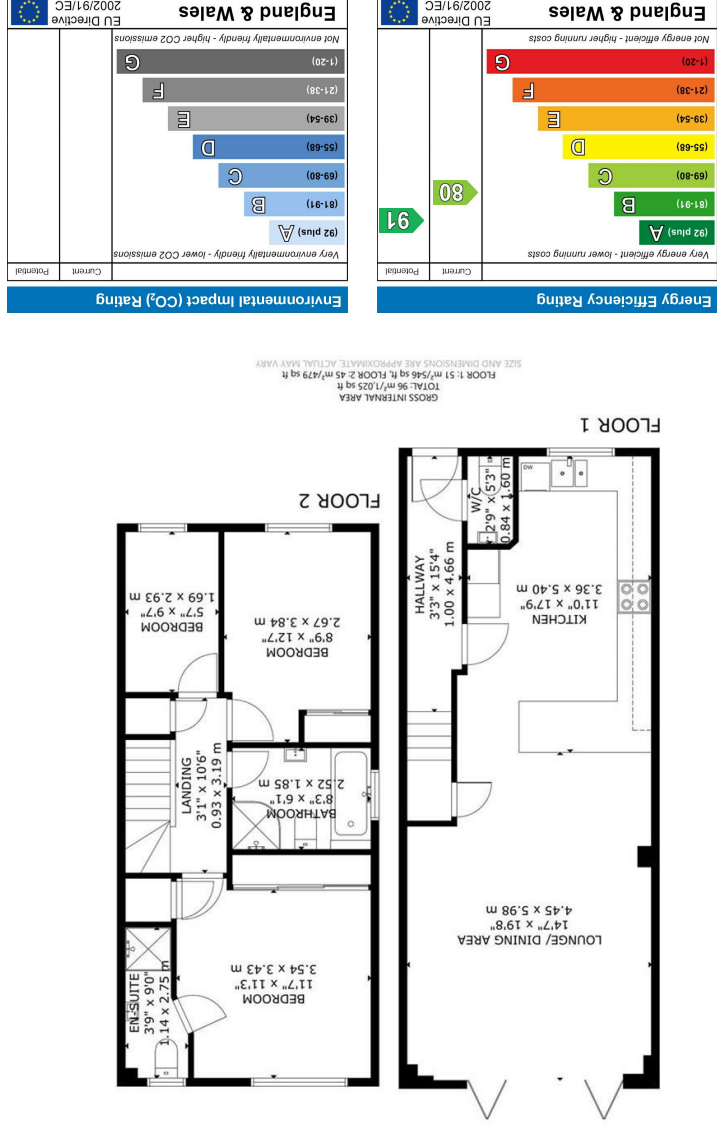 FLOOR 1
HALLWAY
3'3" x 15'4"
1.00 x 4.66 m
W/C
2'9" x 5'3"
0.84 x 1.60 m
DW
KITCHEN
11'0" x 17'9"
3.36 x 5.40 m
LOUNGE/ DINING AREA
14'7" x 19'8"
4.45 x 5.98 m
FLOOR 2
BEDROOM
11'7" x 11'3"
3.54 x 3.43 m
EN-SUITE
3'9" x 9'0"
1.14 x 2.75 m
BATHROOM
8'3" x 6'1"
2.52 x 1.85 m
LANDING
3'1" x 10'6"
0.93 x 3.19 m
BEDROOM
8'9" x 12'7"
2.67 x 3.84 m
BEDROOM
5'7" x 9'7"
1.69 x 2.93 m
GROSS INTERNAL AREA
TOTAL: 96 m²/1,025 sq ft
FLOOR 1: 51 m²/546 sq ft, FLOOR 2: 45 m²/479 sq ft
SIZE AND DIMENSIONS ARE APPROXIMATE, ACTUAL MAY VARY
Energy Efficiency Rating
Current
Potential
Very energy efficient - lower running costs
(92 plus) A
(81-91) B
(69-80) C
(55-68) D
(39-54) E
(21-38) F
(1-20) G
Not energy efficient - higher running costs
80
91
England & Wales
EU Directive
2002/91/EC
Environmental Impact (CO₂) Rating
Current
Potential
Very environmentally friendly - lower CO2 emissions
(92 plus) A
(81-91) B
(69-80) C
(55-68) D
(39-54) E
(21-38) F
(1-20) G
Not environmentally friendly - higher CO2 emissions
England & Wales
EU Directive
2002/91/EC